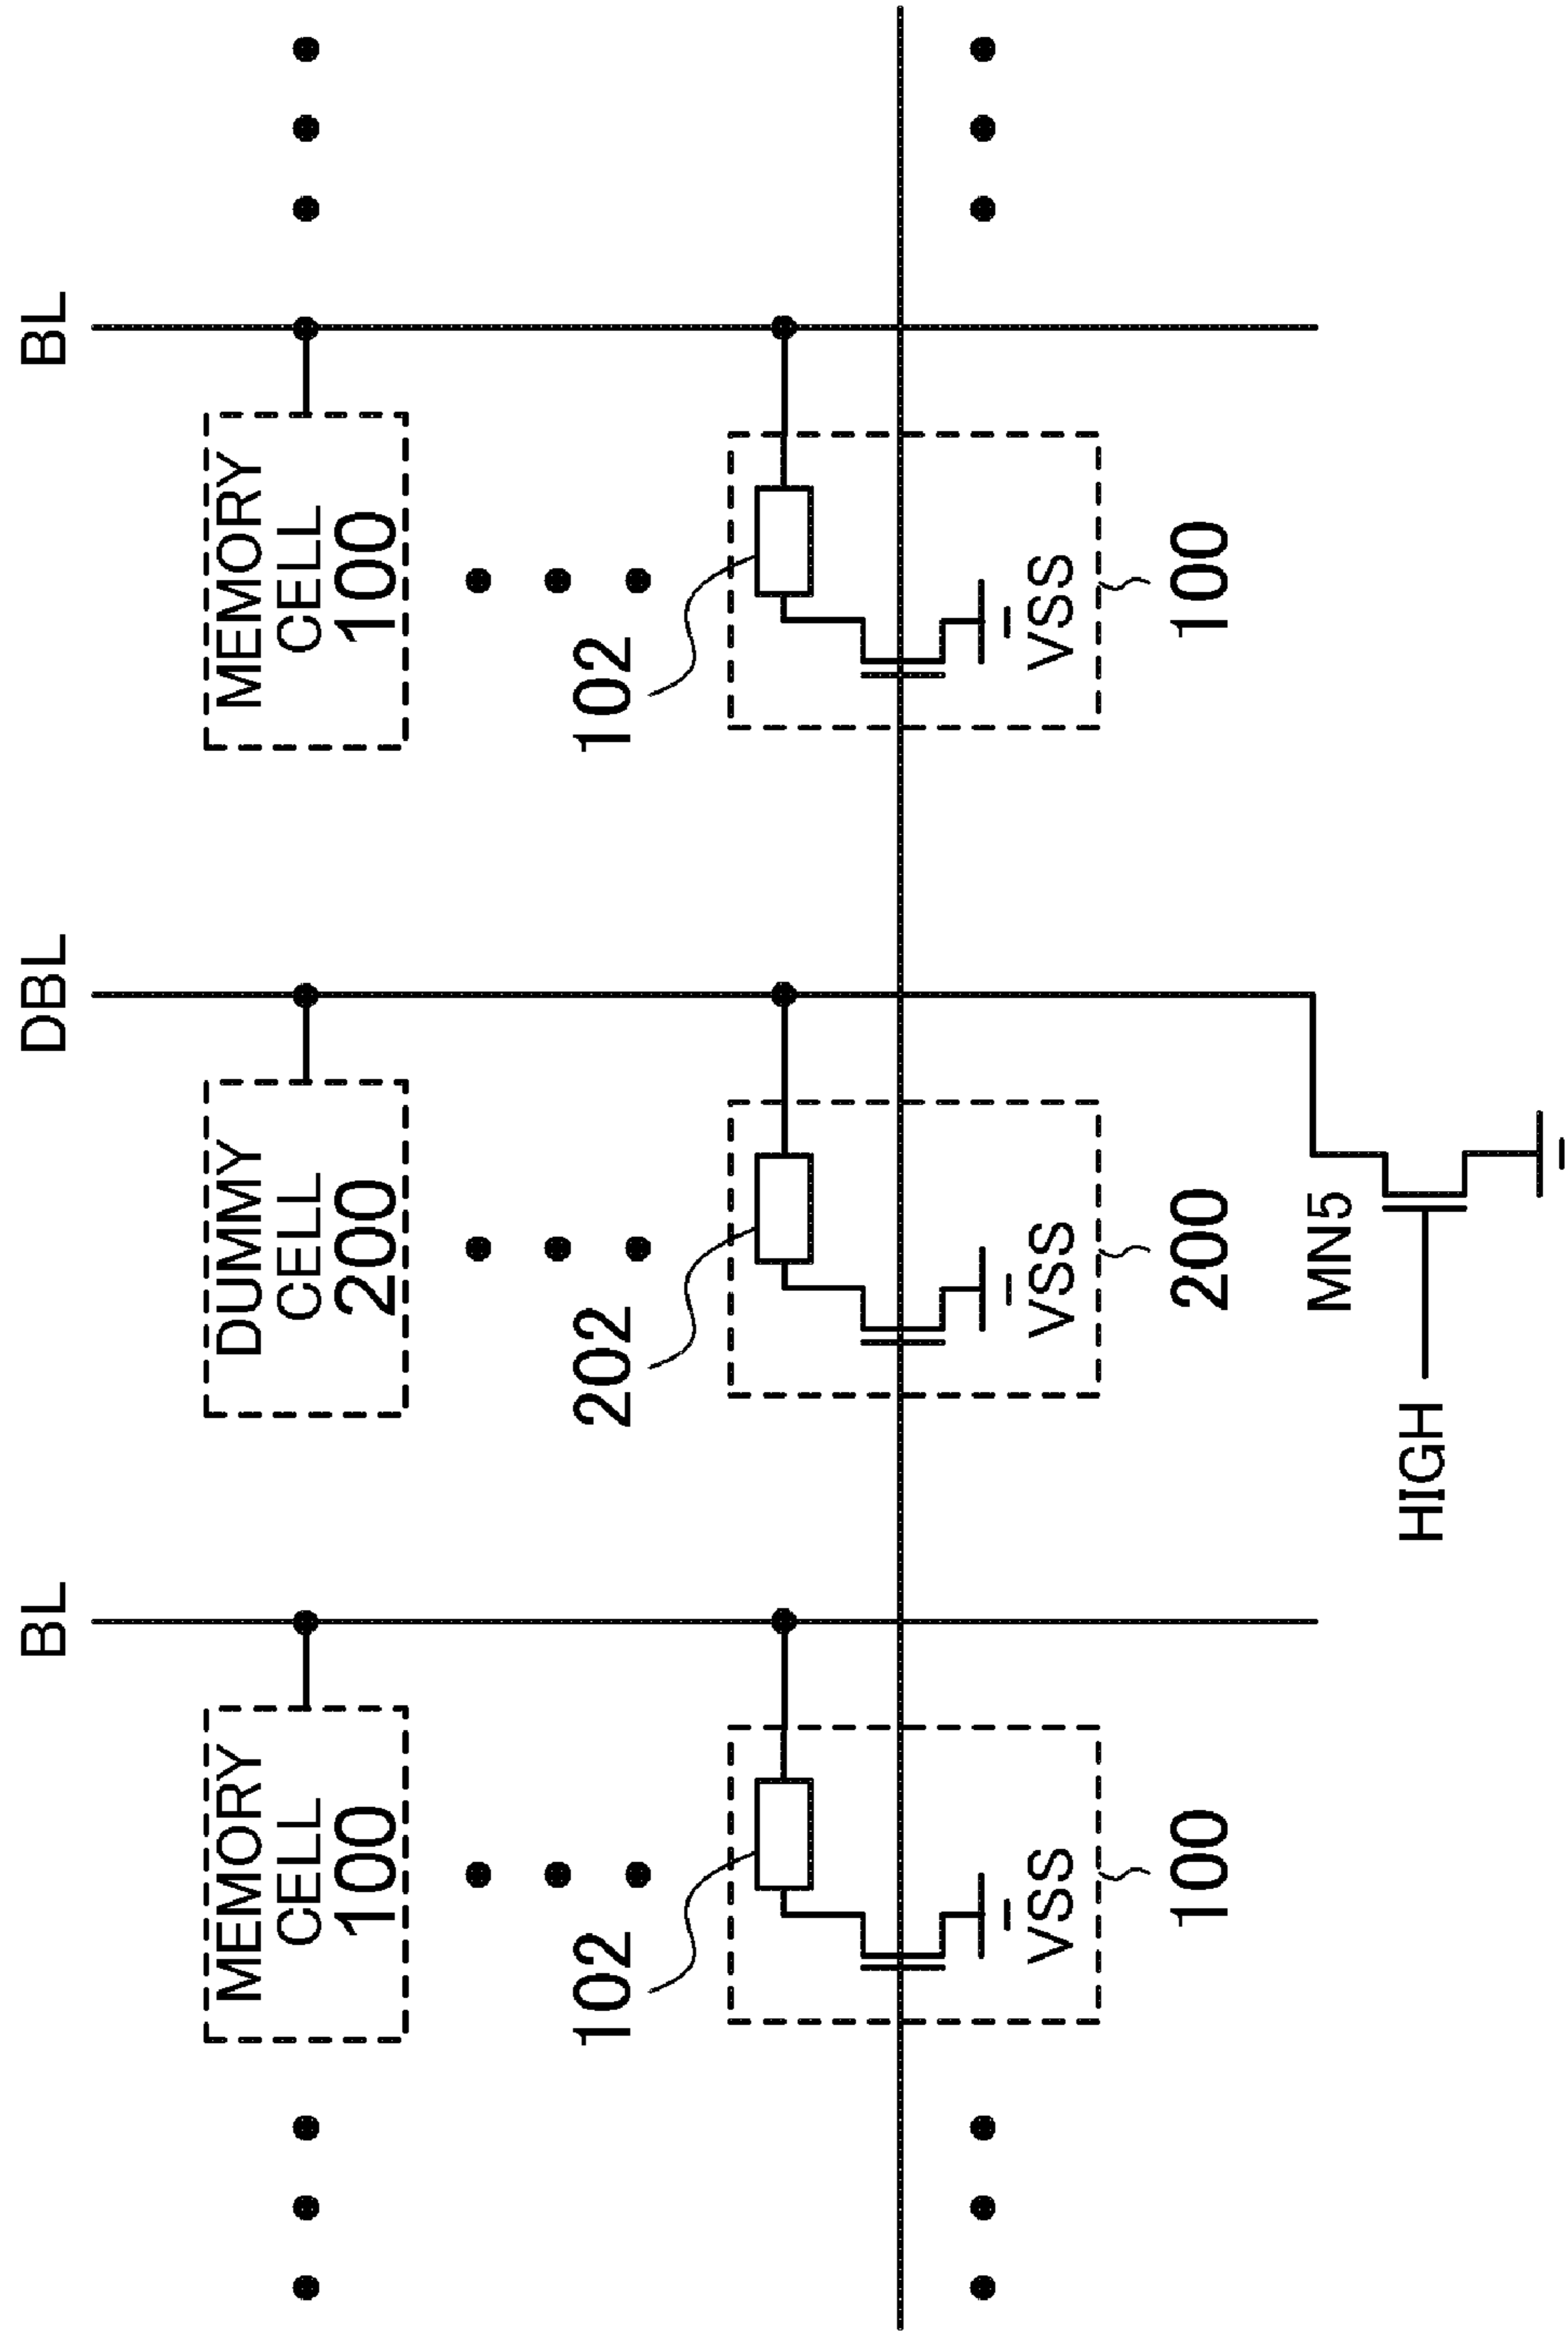 BL
DBL
BL
MEMORY
CELL
100
DUMMY
CELL
200
MEMORY
CELL
100
102
202
102
VSS
VSS
VSS
100
200
100
MN5
HIGH